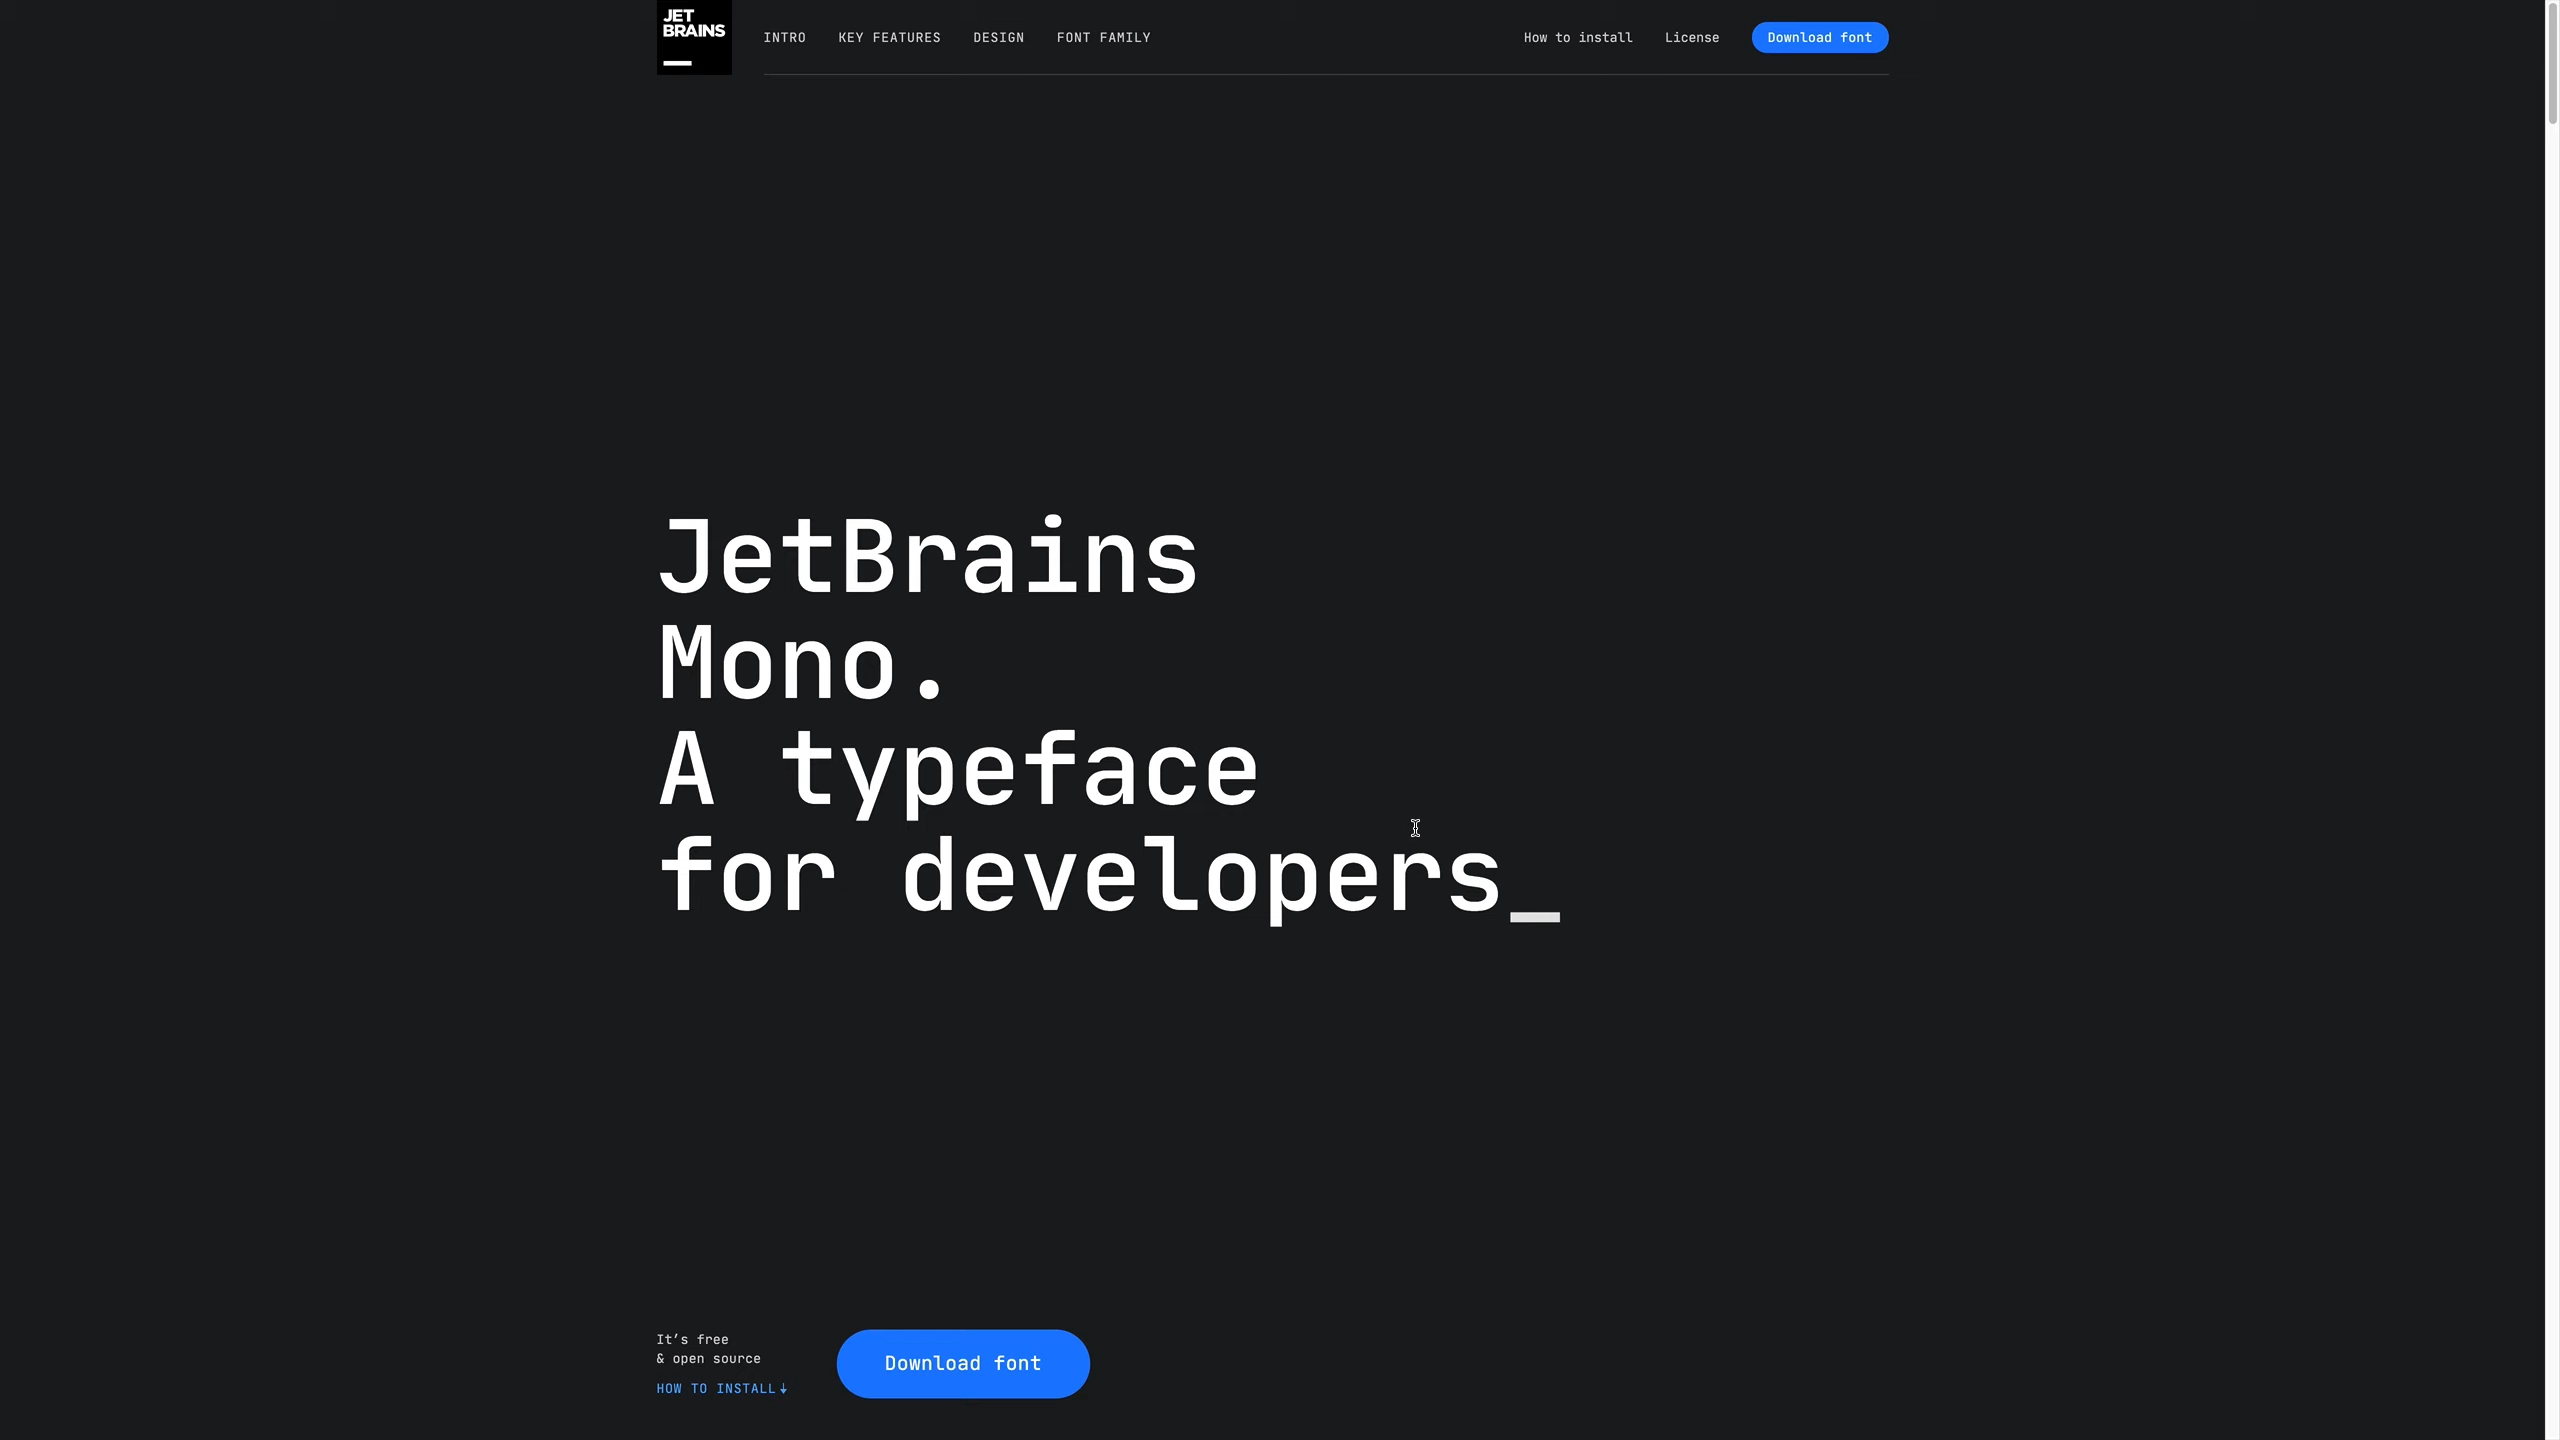 JET
BRAINS
INTRO KEY FEATURES DESIGN FONT FAMILY How to install License Download font
JetBrains
Mono.
A typeface
for developers_
It’s free
& open source
HOW TO INSTALL↓
Download font